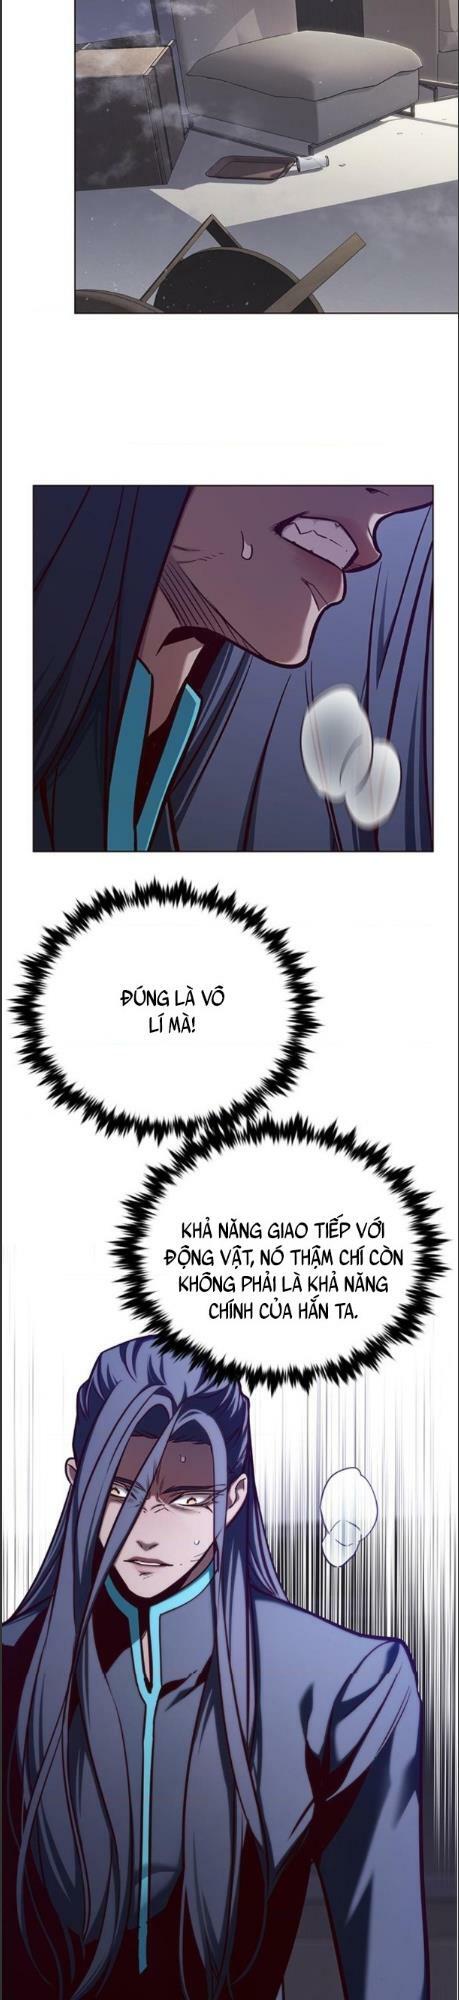 ĐÚNG LÀ VÔ
LÍ MÀ!
KHẢ NĂNG GIAO TIẾP VỚI
ĐỘNG VẬT, NÓ THẬM CHÍ CÒN
KHÔNG PHẢI LÀ KHẢ NĂNG
CHÍNH CỦA HẮN TA.